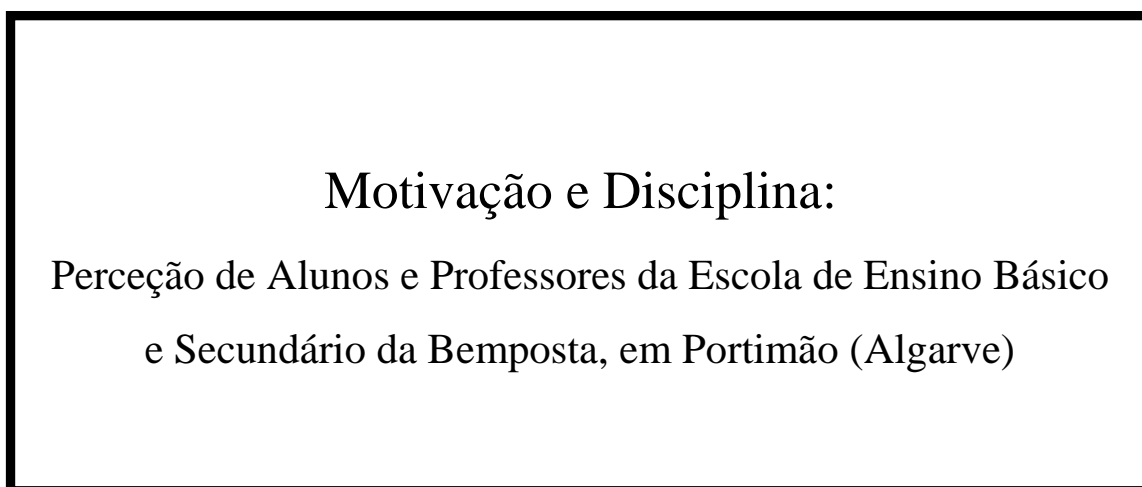 Motivação e Disciplina:
Perceção de Alunos e Professores da Escola de Ensino Básico
e Secundário da Bemposta, em Portimão (Algarve)